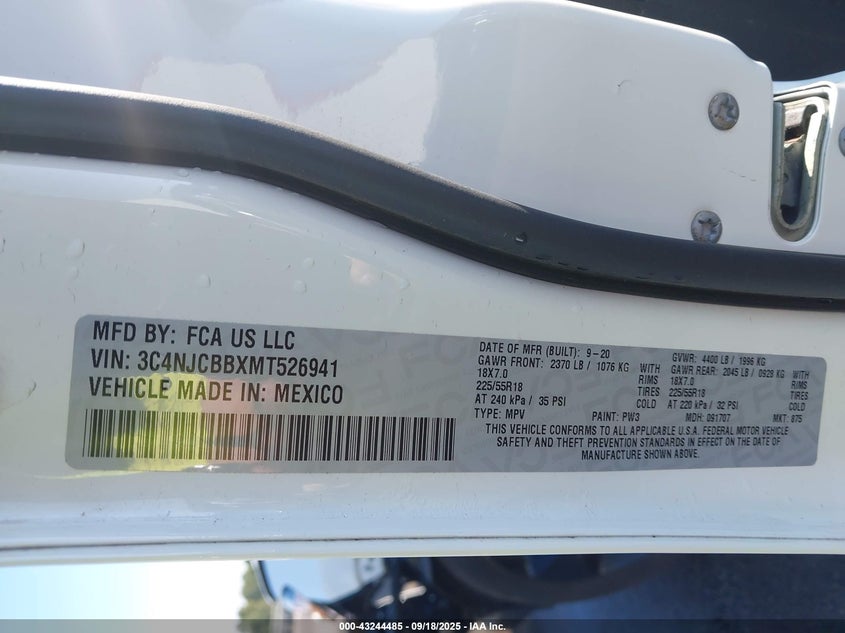 MFD BY: FCA US LLC
VIN: 3C4NJCBBXMT526941
VEHICLE MADE IN: MEXICO
DATE OF MFR (BUILT): 9-20 GVWR: 4400 LB / 1996 KG
GAWR FRONT: 2370 LB / 1076 KG WITH GAWR REAR: 2045 LB / 0928 KG WITH
18X7.0 RIMS 18X7.0 RIMS
225/55R18 TIRES 225/55R18 TIRES
AT 240 kPa / 35 PSI COLD AT 220 kPa / 32 PSI COLD
TYPE: MPV PAINT: PW3 MDH: 091707 MKT: 875
THIS VEHICLE CONFORMS TO ALL APPLICABLE U.S.A. FEDERAL MOTOR VEHICLE
SAFETY AND THEFT PREVENTION STANDARDS IN EFFECT ON THE DATE OF
MANUFACTURE SHOWN ABOVE.
000-43244485 - 09/18/2025 - IAA Inc.